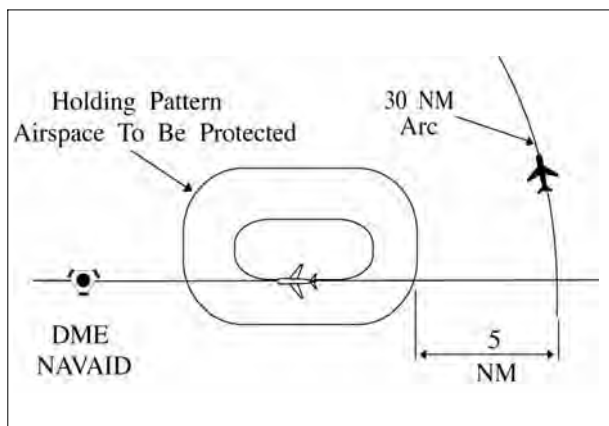 Holding Pattern
Airspace To Be Protected
30 NM
Arc
DME
NAVAID
5
NM